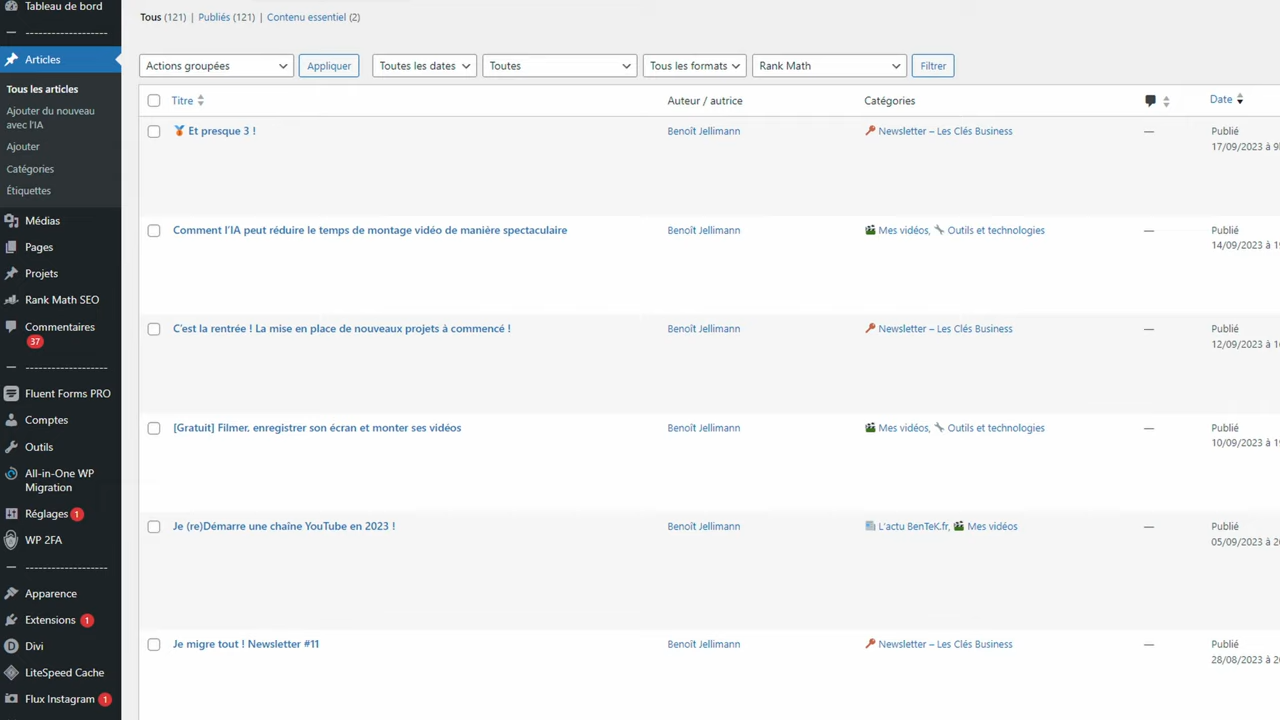 Tableau de bord
— -------------------
Articles
Tous les articles
Ajouter du nouveau
avec l'IA
Ajouter
Catégories
Étiquettes
Médias
Pages
Projets
Rank Math SEO
Commentaires
37
— -------------------
Fluent Forms PRO
Comptes
Outils
All-in-One WP
Migration
Réglages 1
WP 2FA
— -------------------
Apparence
Extensions 1
Divi
LiteSpeed Cache
Flux Instagram 1
Tous (121) | Publiés (121) | Contenu essentiel (2)
Actions groupées Appliquer Toutes les dates Toutes Tous les formats Rank Math Filtrer
Titre Auteur / autrice Catégories Date
Et presque 3 ! Benoît Jellimann Newsletter – Les Clés Business — Publié
17/09/2023 à 9
Comment l'IA peut réduire le temps de montage vidéo de manière spectaculaire Benoît Jellimann Mes vidéos, Outils et technologies — Publié
14/09/2023 à 1
C'est la rentrée ! La mise en place de nouveaux projets à commencé ! Benoît Jellimann Newsletter – Les Clés Business — Publié
12/09/2023 à 1
[Gratuit] Filmer, enregistrer son écran et monter ses vidéos Benoît Jellimann Mes vidéos, Outils et technologies — Publié
10/09/2023 à 1
Je (re)Démarre une chaîne YouTube en 2023 ! Benoît Jellimann L'actu BenTeK.fr, Mes vidéos — Publié
05/09/2023 à 2
Je migre tout ! Newsletter #11 Benoît Jellimann Newsletter – Les Clés Business — Publié
28/08/2023 à 2